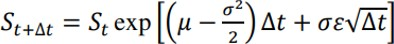 S_{t+Δt} = S_t exp[(μ − σ²/2) Δt + σε√Δt]